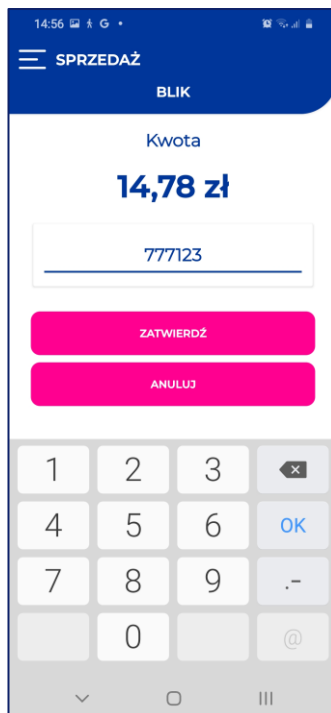 14:56 G
SPRZEDAŻ
BLIK
Kwota
14,78 zł
777123
ZATWIERDŹ
ANULUJ
1 2 3
4 5 6 OK
7 8 9 .-
0 @